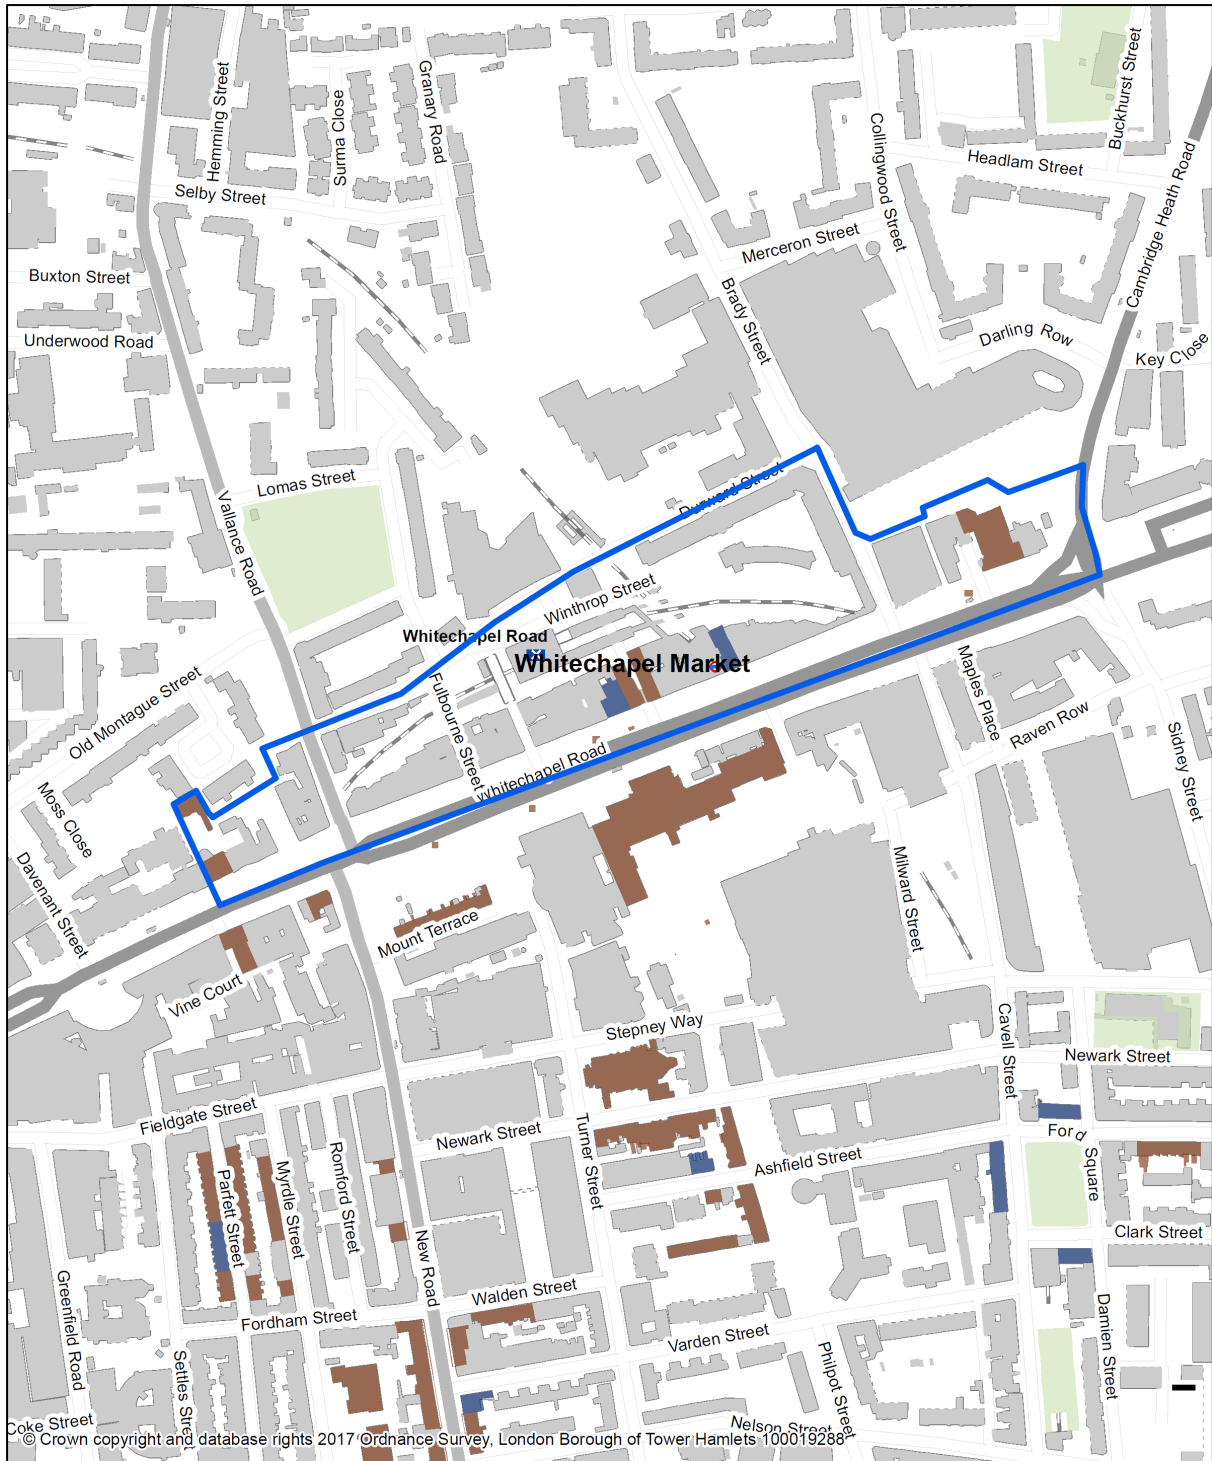 Hemming Street
Surma Close
Granary Road
Selby Street
Buckhurst Street
Collingwood Street
Headlam Street
Cambridge Heath Road
Merceron Street
Buxton Street
Underwood Road
Brady Street
Darling Row
Key Close
Lomas Street
Vallance Road
Durward Street
Winthrop Street
Whitechapel Road
Whitechapel Market
Old Montague Street
Fulbourne Street
Maples Place
Raven Row
Sidney Street
Whitechapel Road
Moss Close
Davenant Street
Milward Street
Mount Terrace
Vine Court
Stepney Way
Cavell Street
Newark Street
Fieldgate Street
Newark Street
Turner Street
Ford
Square
Ashfield Street
Parfett Street
Myrdle Street
Romford Street
New Road
Clark Street
Greenfield Road
Walden Street
Fordham Street
Varden Street
Damien Street
Settles Street
Philpot Street
Coke Street
Nelson Street
© Crown copyright and database rights 2017 Ordnance Survey, London Borough of Tower Hamlets 100019288